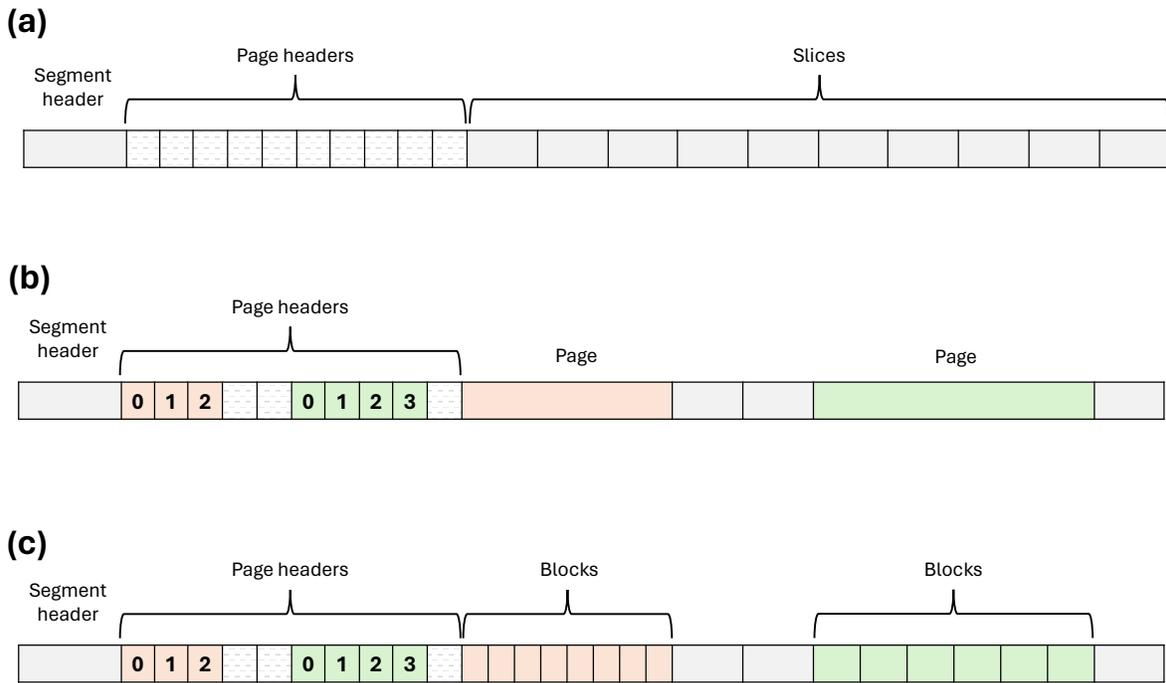 (a)
Page headers
Slices
Segment
header
(b)
Page headers
Segment
header
Page
Page
0 1 2 0 1 2 3
(c)
Page headers
Blocks
Blocks
Segment
header
0 1 2 0 1 2 3